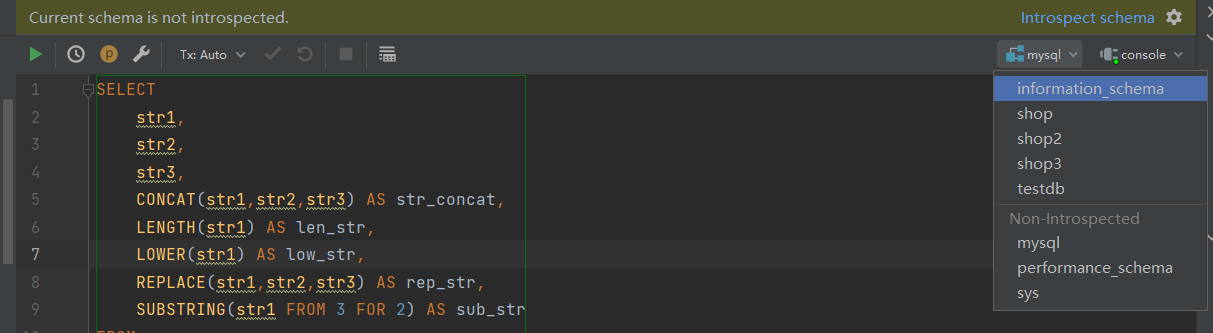 Current schema is not introspected. Introspect schema
Tx: Auto mysql console
1 SELECT
2 str1,
3 str2,
4 str3,
5 CONCAT(str1,str2,str3) AS str_concat,
6 LENGTH(str1) AS len_str,
7 LOWER(str1) AS low_str,
8 REPLACE(str1,str2,str3) AS rep_str,
9 SUBSTRING(str1 FROM 3 FOR 2) AS sub_str
information_schema
shop
shop2
shop3
testdb
Non-Introspected
mysql
performance_schema
sys